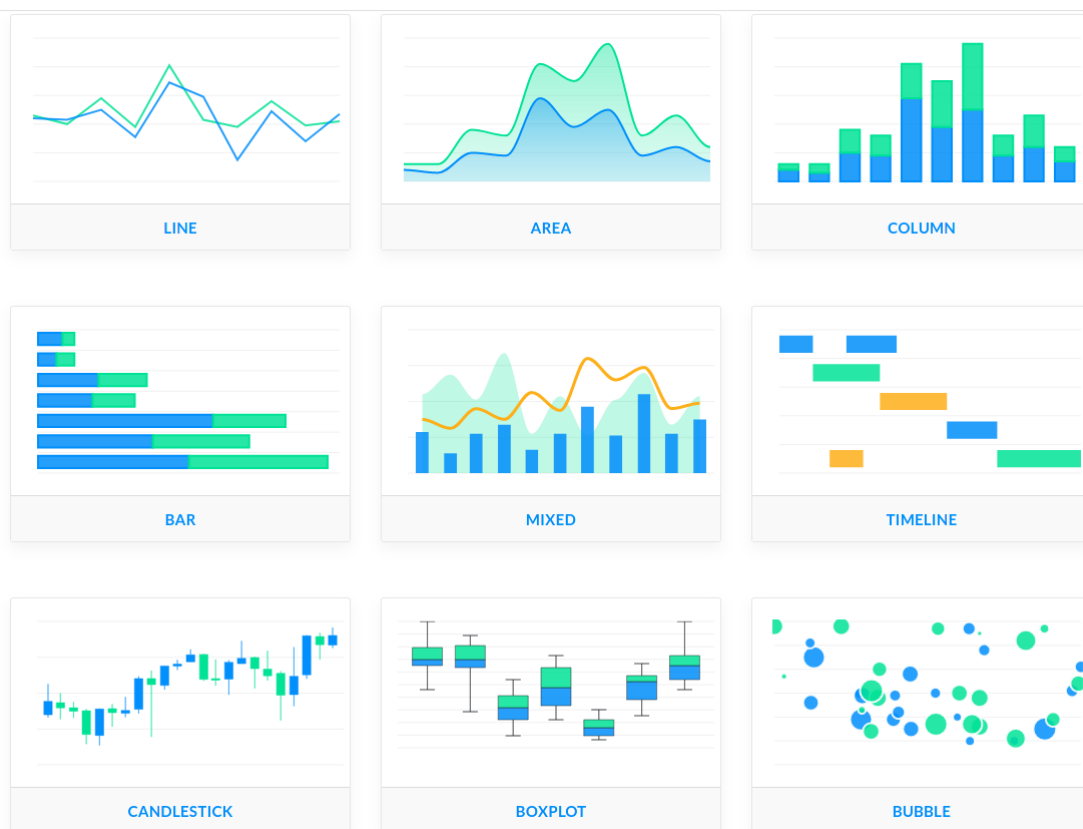 LINE
AREA
COLUMN
BAR
MIXED
TIMELINE
CANDLESTICK
BOXPLOT
BUBBLE